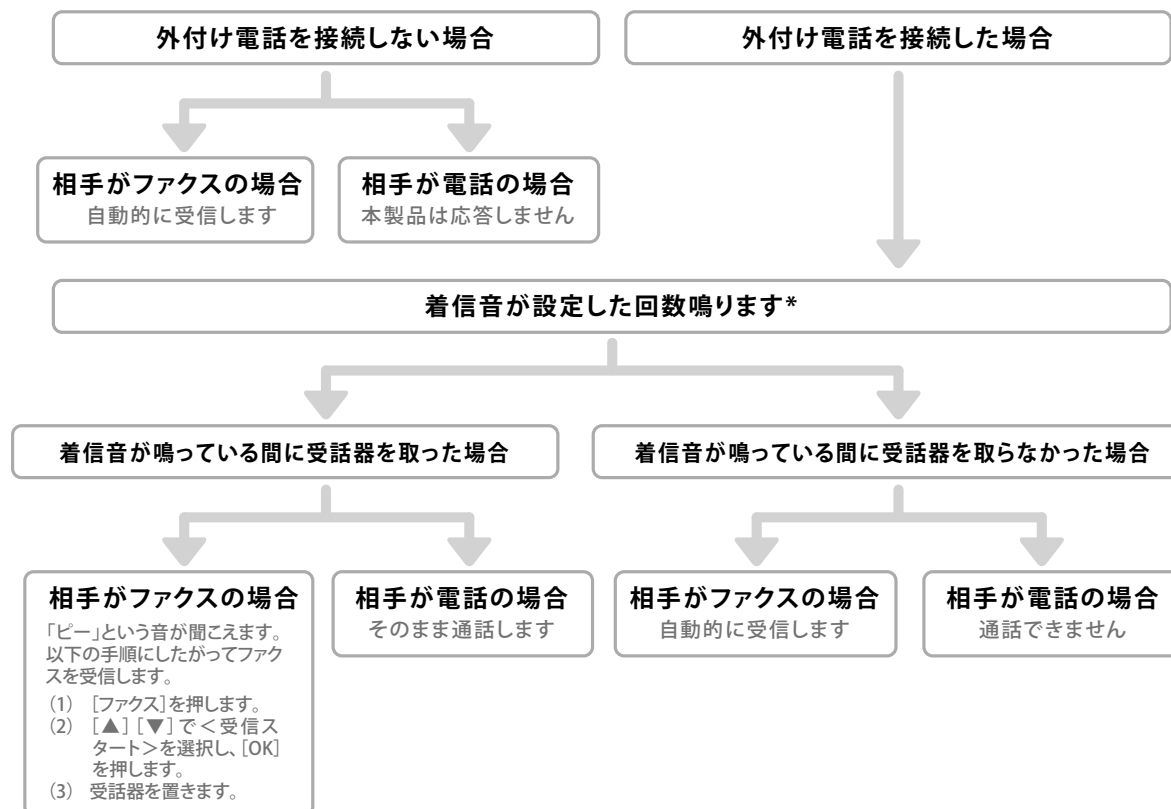 外付け電話を接続しない場合
外付け電話を接続した場合
相手がファクスの場合
自動的に受信します
相手が電話の場合
本製品は応答しません
着信音が設定した回数鳴ります*
着信音が鳴っている間に受話器を取った場合
着信音が鳴っている間に受話器を取らなかった場合
相手がファクスの場合
「ピー」という音が聞こえます。
以下の手順にしたがってファク
スを受信します。
(1) [ファクス]を押します。
(2) [▲][▼]で<受信ス
タート>を選択し、[OK]
を押します。
(3) 受話器を置きます。
相手が電話の場合
そのまま通話します
相手がファクスの場合
自動的に受信します
相手が電話の場合
通話できません